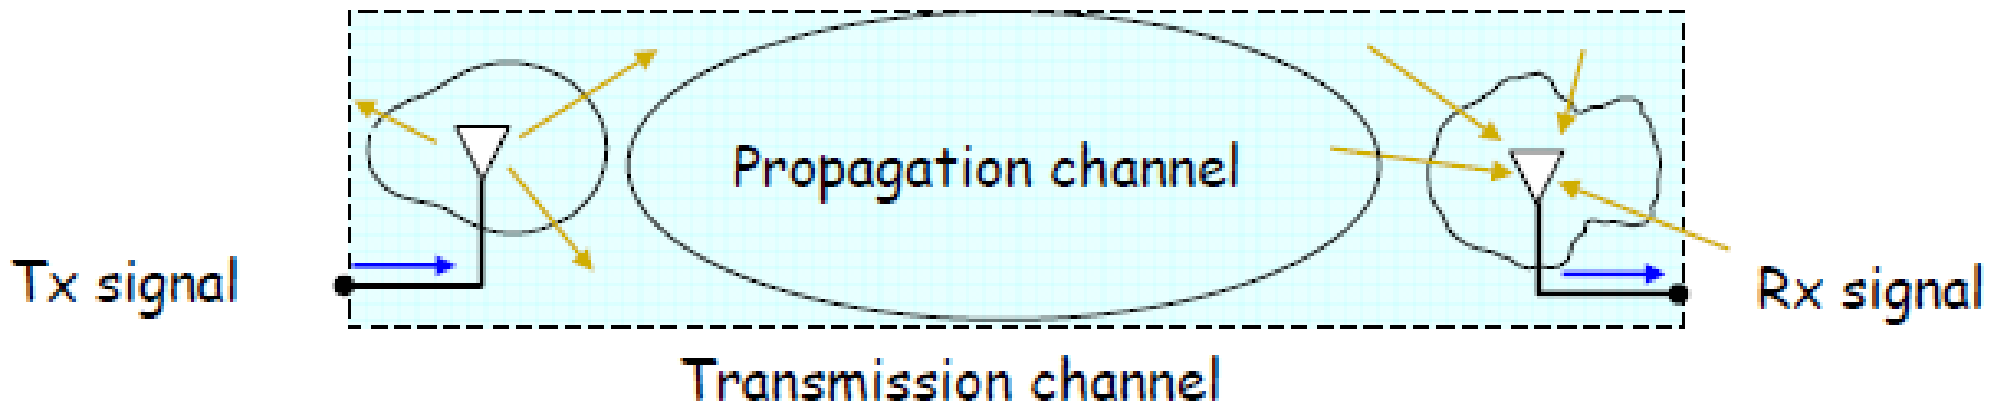 Propagation channel
Tx signal
Rx signal
Transmission channel